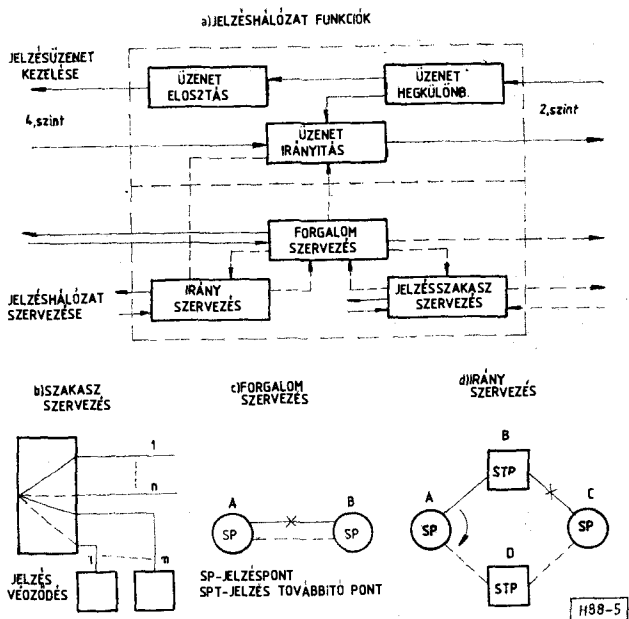 a)JELZÉSHÁLÓZAT FUNKCIÓK
JELZÉSÜZENET
KEZELÉSE
ÜZENET
ELOSZTÁS
ÜZENET
MEGKÜLÖNB.
4,szint
2,szint
ÜZENET
IRÁNYITÁS
FORGALOM
SZERVEZÉS
JELZÉSHÁLÓZAT
SZERVEZÉSE
IRÁNY
SZERVEZÉS
JELZÉSSZAKASZ
SZERVEZÉS
b)SZAKASZ
SZERVEZÉS
c)FORGALOM
SZERVEZÉS
d)IRÁNY
SZERVEZÉS
1
n
1
m
JELZÉS
VÉGZŐDÉS
A
B
SP
SP
SP-JELZÉSPONT
SPT-JELZÉS TOVÁBBITÓ PONT
B
STP
A
SP
C
SP
D
STP
H88-5